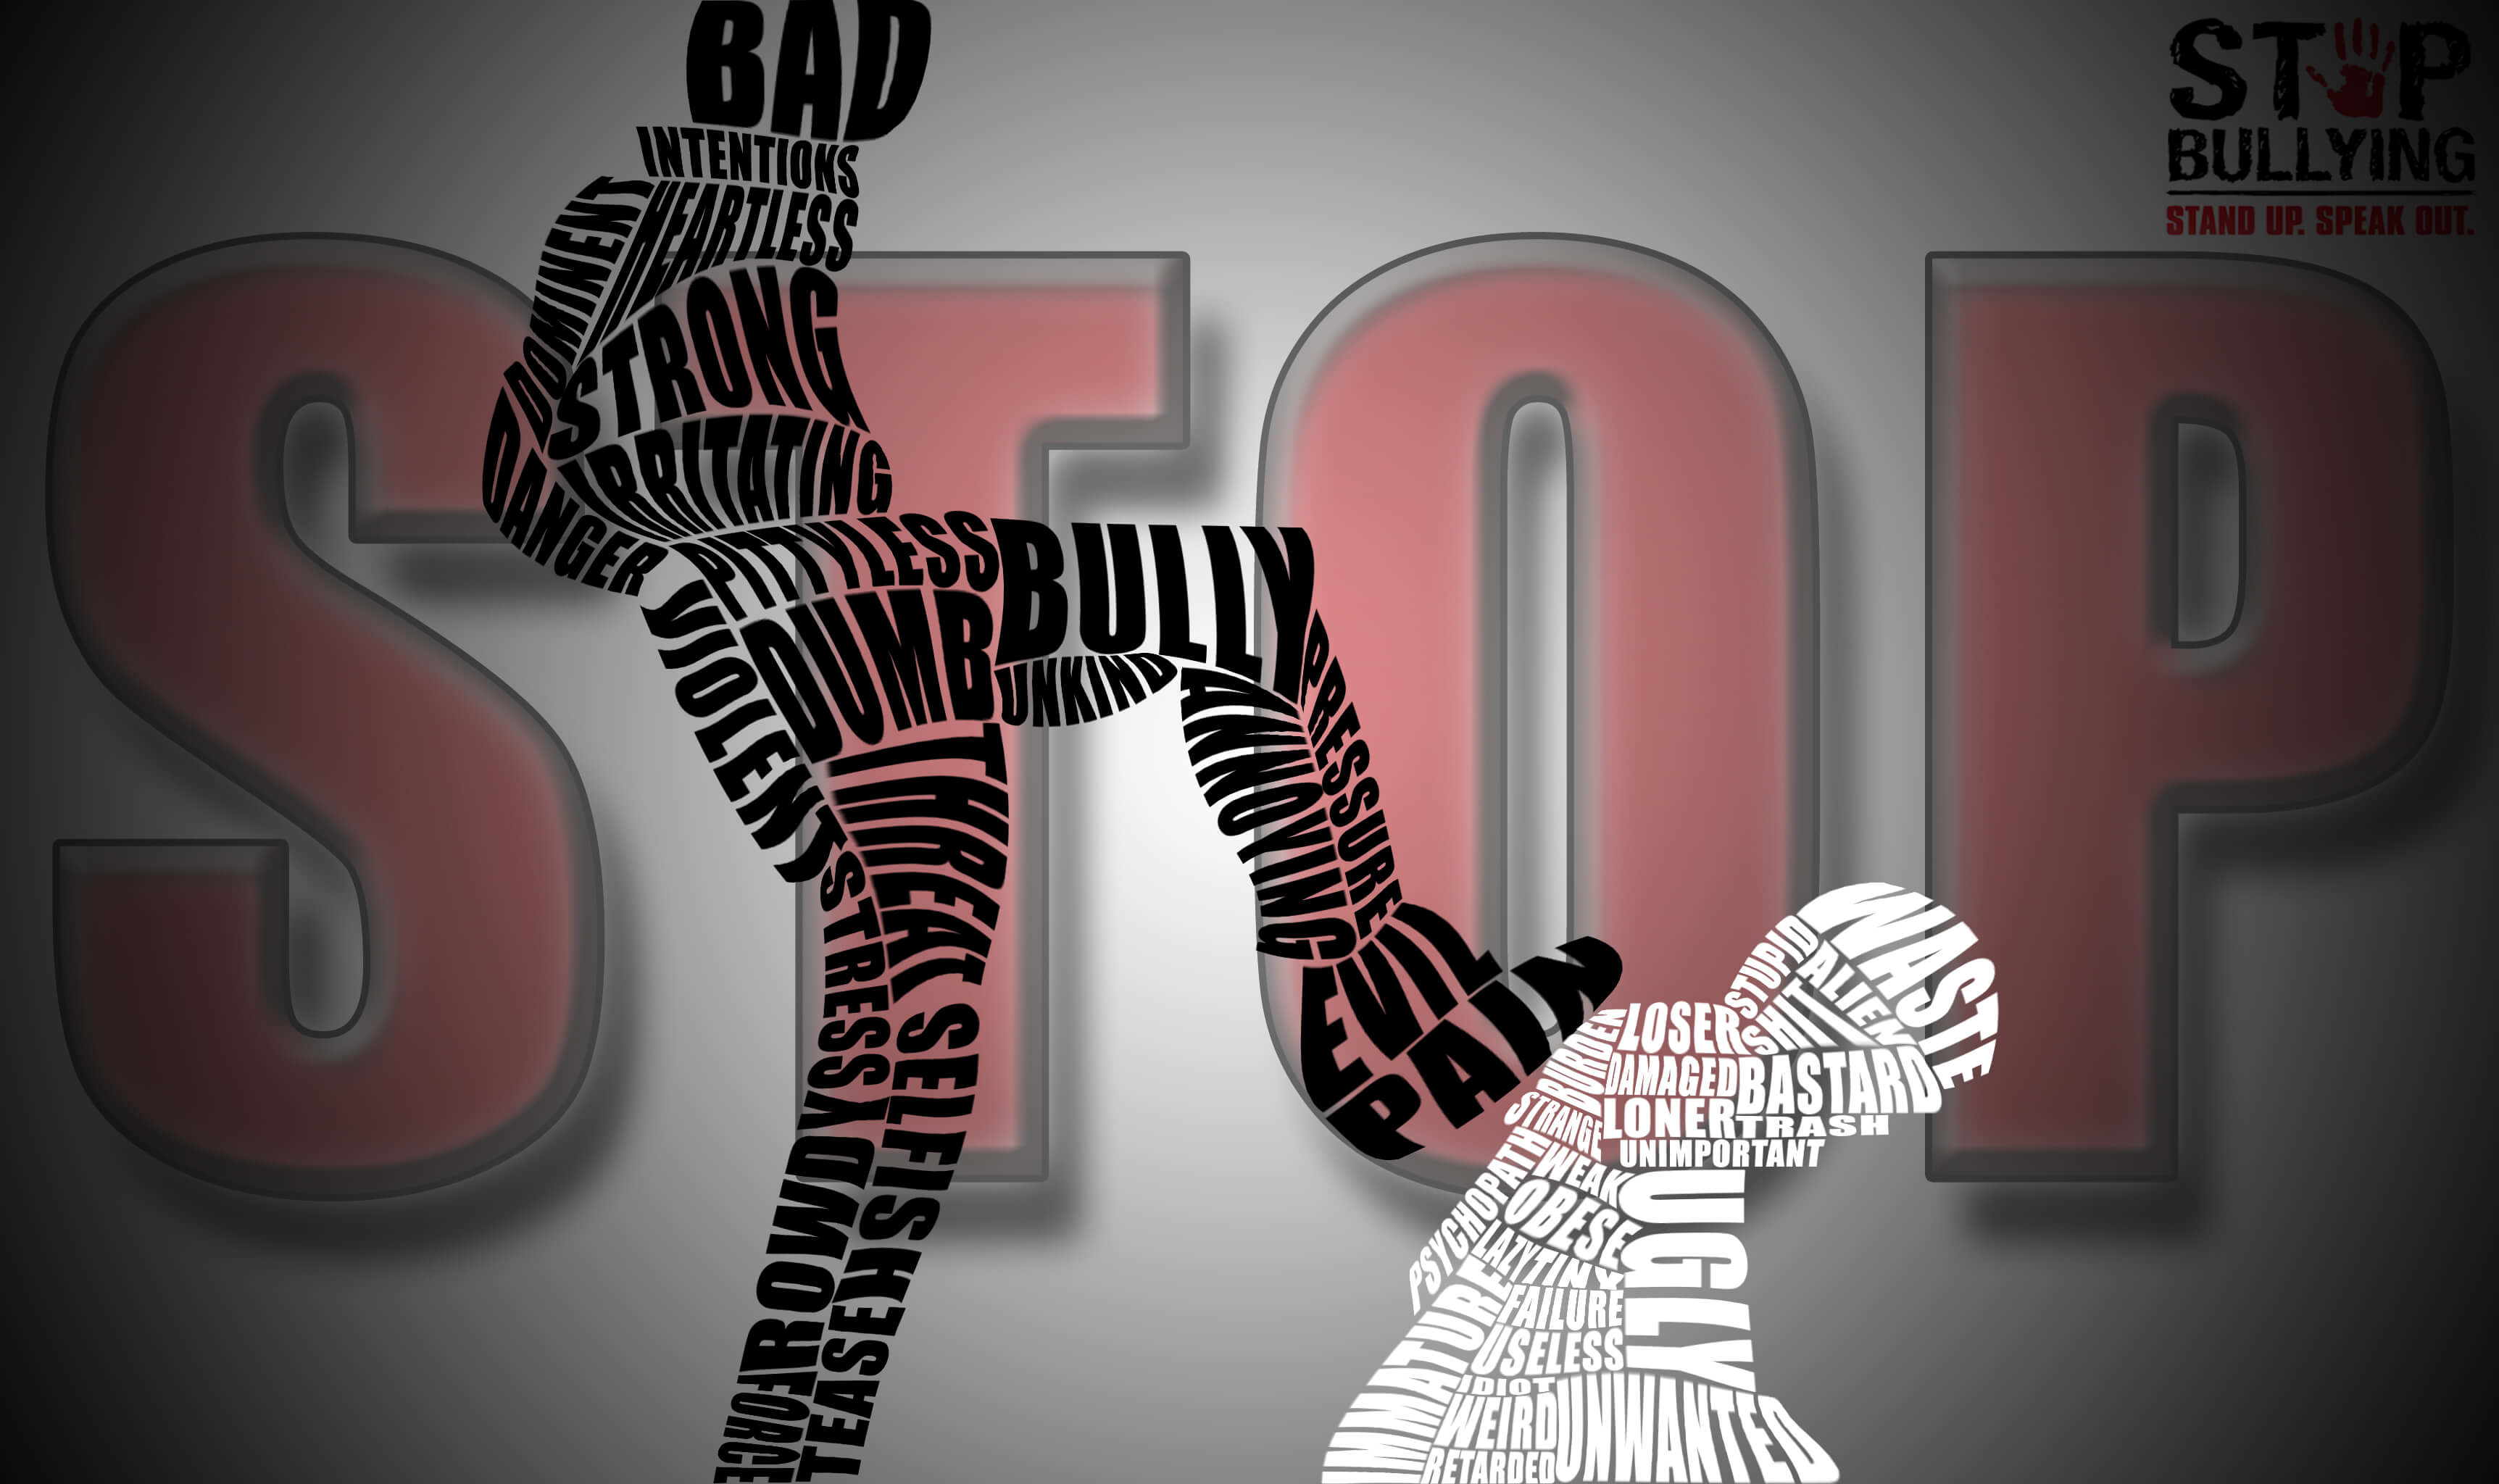 STOP
BULLYING
STAND UP. SPEAK OUT.
STOP
BAD
INTENTIONS
HEARTLESS
DOMINENT
STRONG
IRRITATING
DANGER
PITTYLESS
BULLY
UNKIND
DUMB
VIOLENT
THREAT
STRESS
SELFISH
ROWDY
FORCE
TEASE
PRESSURE
ANNOYING
EVIL
PAIN
WASTE
STUPID
ALIEN
SHIT
LOSER
BURDEN
DAMAGED
BASTARD
STRANGE
LONER
TRASH
UNIMPORTANT
PSYCHOPATH
WEAK
OBESE
UGLY
LAZY
TINY
FAILURE
IMMATURE
USELESS
IDIOT
WEIRD
UNWANTED
RETARDED